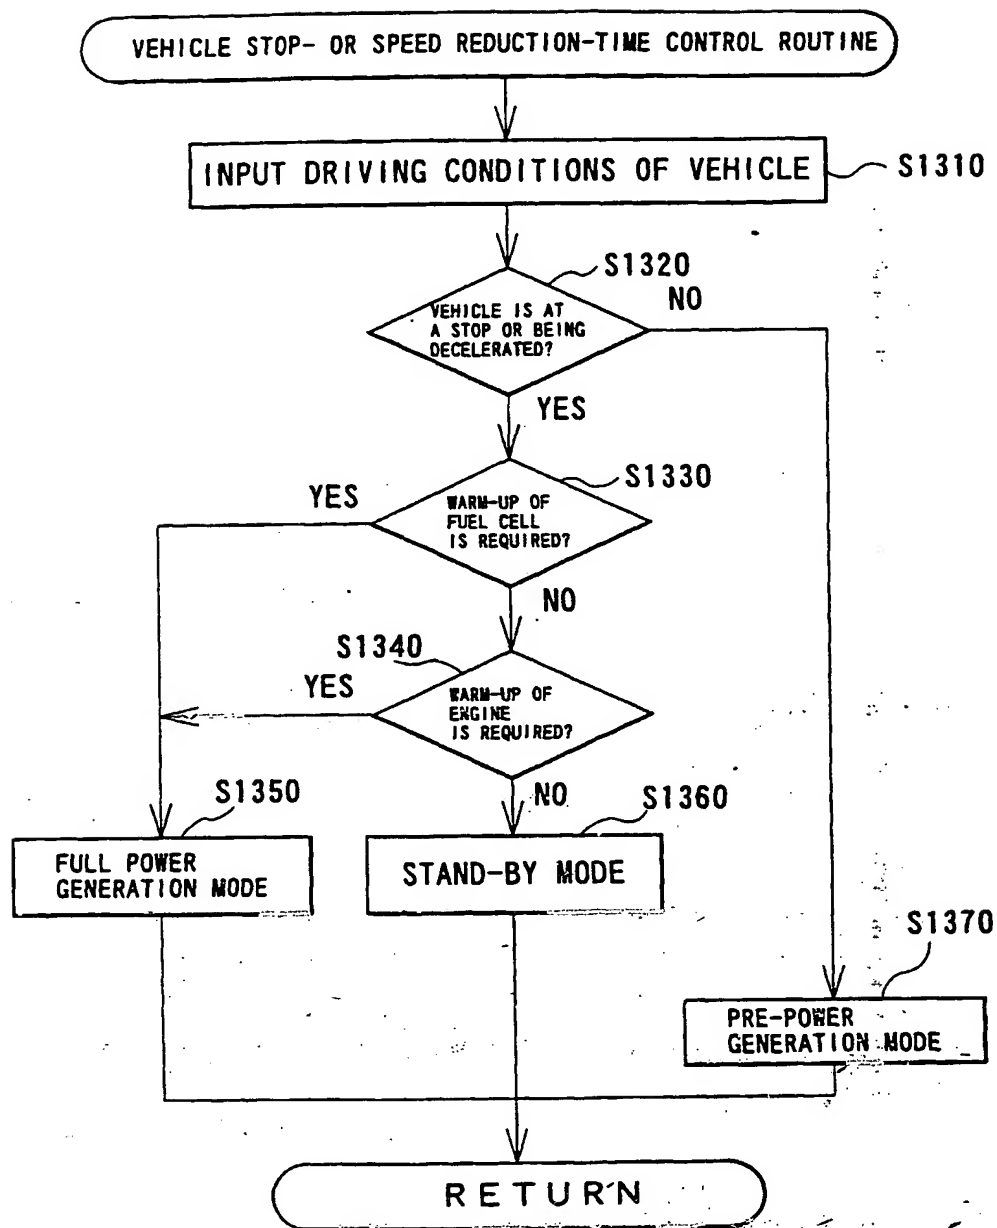 VEHICLE STOP- OR SPEED REDUCTION-TIME CONTROL ROUTINE
INPUT DRIVING CONDITIONS OF VEHICLE
S1310
S1320
NO
VEHICLE IS AT
A STOP OR BEING
DECELERATED?
YES
S1330
YES
WARM-UP OF
FUEL CELL
IS REQUIRED?
NO
S1340
YES
WARM-UP OF
ENGINE
IS REQUIRED?
NO
S1350
S1360
FULL POWER
GENERATION MODE
STAND-BY MODE
S1370
PRE-POWER
GENERATION MODE
RETURN